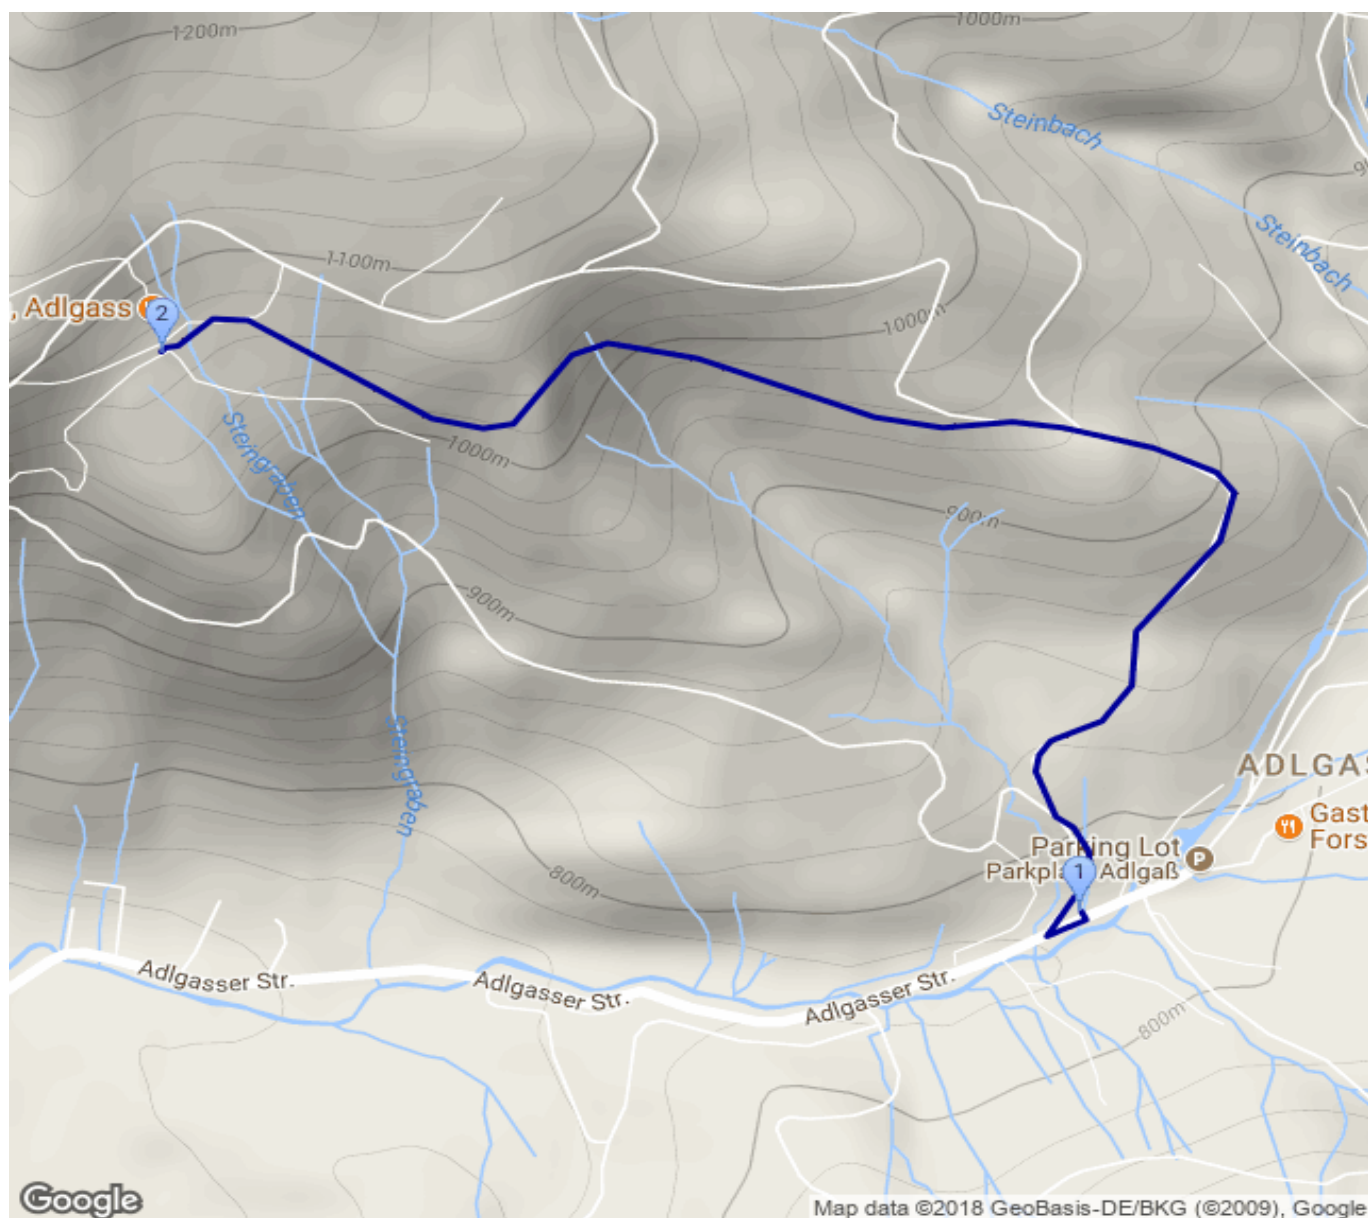 1200m
1000m
Steinbach
Steinbach
1100m
, Adlgass
2
1000m
Steingraben
1000m
900m
900m
Steingraben
ADLGAS
Gast
Fors
Parking Lot
P
Adlgaß
1
800m
Adlgasser Str.
Adlgasser Str.
Adlgasser Str.
800m
Google
Map data ©2018 GeoBasis-DE/BKG (©2009), Google